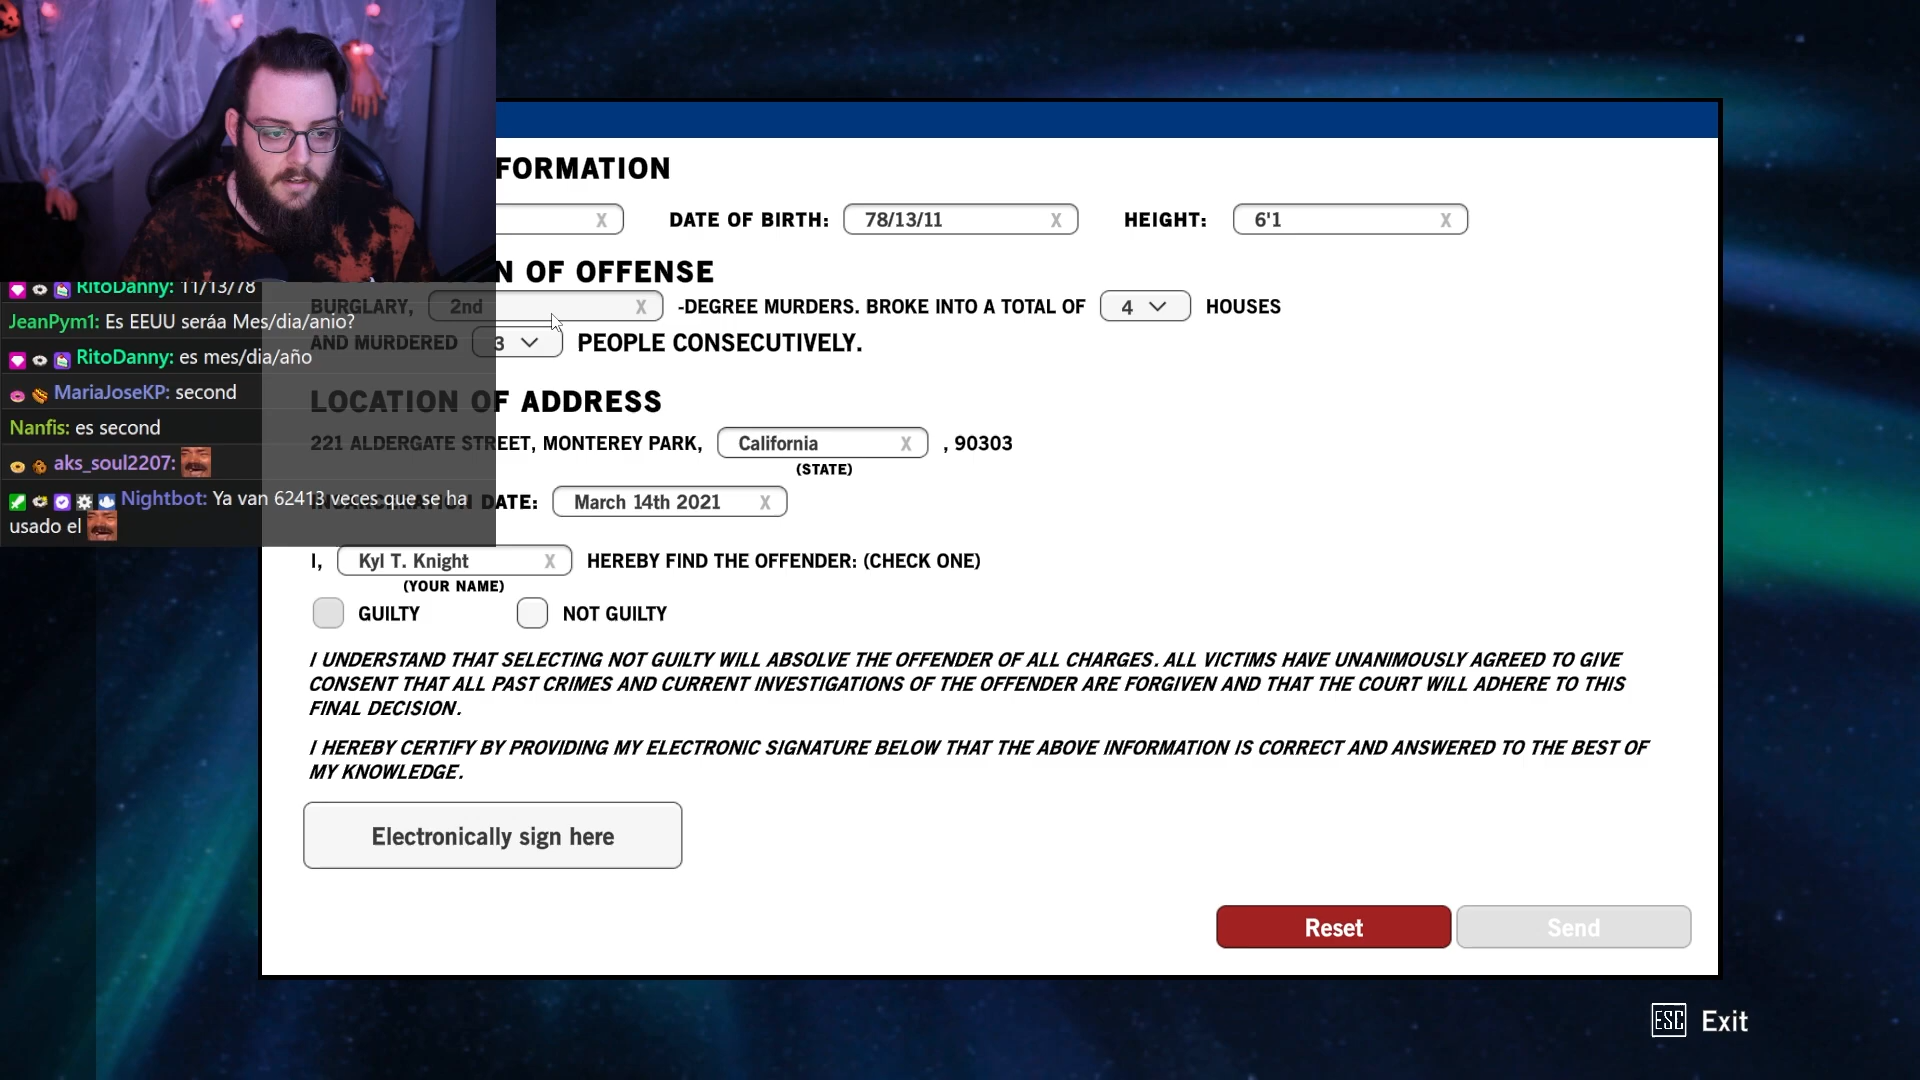 FORMATION
X DATE OF BIRTH: 78/13/11 X HEIGHT: 6'1 X
N OF OFFENSE
BURGLARY, 2nd X -DEGREE MURDERS. BROKE INTO A TOTAL OF 4 HOUSES
AND MURDERED 3 PEOPLE CONSECUTIVELY.
LOCATION OF ADDRESS
221 ALDERGATE STREET, MONTEREY PARK, California X , 90303
(STATE)
DATE: March 14th 2021 X
I, Kyl T. Knight X HEREBY FIND THE OFFENDER: (CHECK ONE)
(YOUR NAME)
GUILTY NOT GUILTY
I UNDERSTAND THAT SELECTING NOT GUILTY WILL ABSOLVE THE OFFENDER OF ALL CHARGES. ALL VICTIMS HAVE UNANIMOUSLY AGREED TO GIVE
CONSENT THAT ALL PAST CRIMES AND CURRENT INVESTIGATIONS OF THE OFFENDER ARE FORGIVEN AND THAT THE COURT WILL ADHERE TO THIS
FINAL DECISION.
I HEREBY CERTIFY BY PROVIDING MY ELECTRONIC SIGNATURE BELOW THAT THE ABOVE INFORMATION IS CORRECT AND ANSWERED TO THE BEST OF
MY KNOWLEDGE.
Electronically sign here
Reset Send
ESC Exit
RitoDanny: 11/13/78
JeanPym1: Es EEUU seráa Mes/dia/anio?
RitoDanny: es mes/dia/año
MariaJoseKP: second
Nanfis: es second
aks_soul2207:
Nightbot: Ya van 62413 veces que se ha
usado el